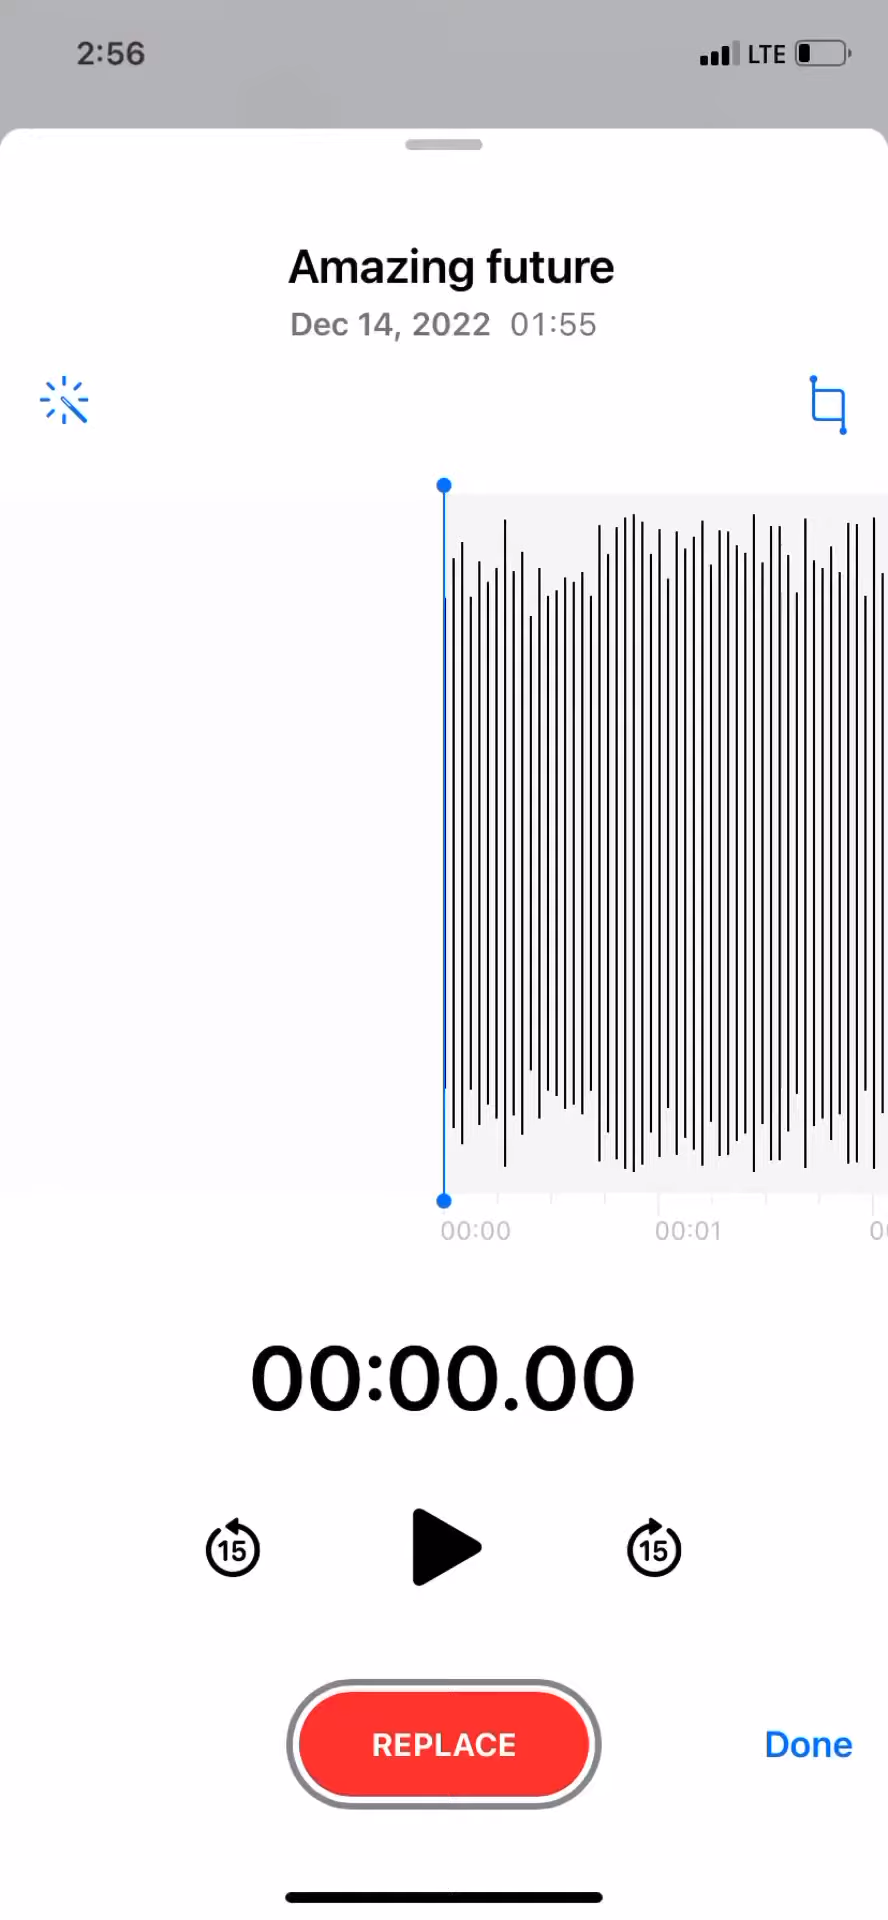 2:56 LTE
Amazing future
Dec 14, 2022 01:55
00:00 00:01
00:00.00
15 15
REPLACE Done